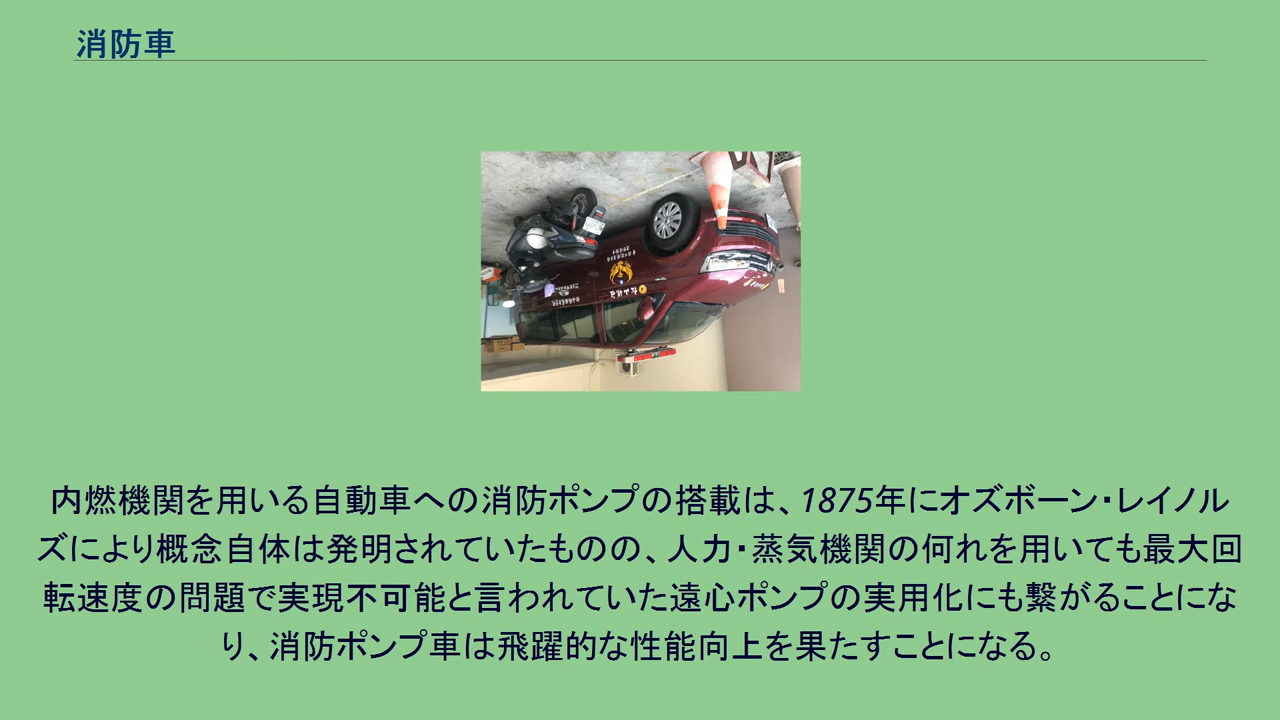 消防車
内燃機関を用いる自動車への消防ポンプの搭載は、1875年にオズボーン・レイノル
ズにより概念自体は発明されていたものの、人力・蒸気機関の何れを用いても最大回
転速度の問題で実現不可能と言われていた遠心ポンプの実用化にも繋がることにな
り、消防ポンプ車は飛躍的な性能向上を果たすことになる。